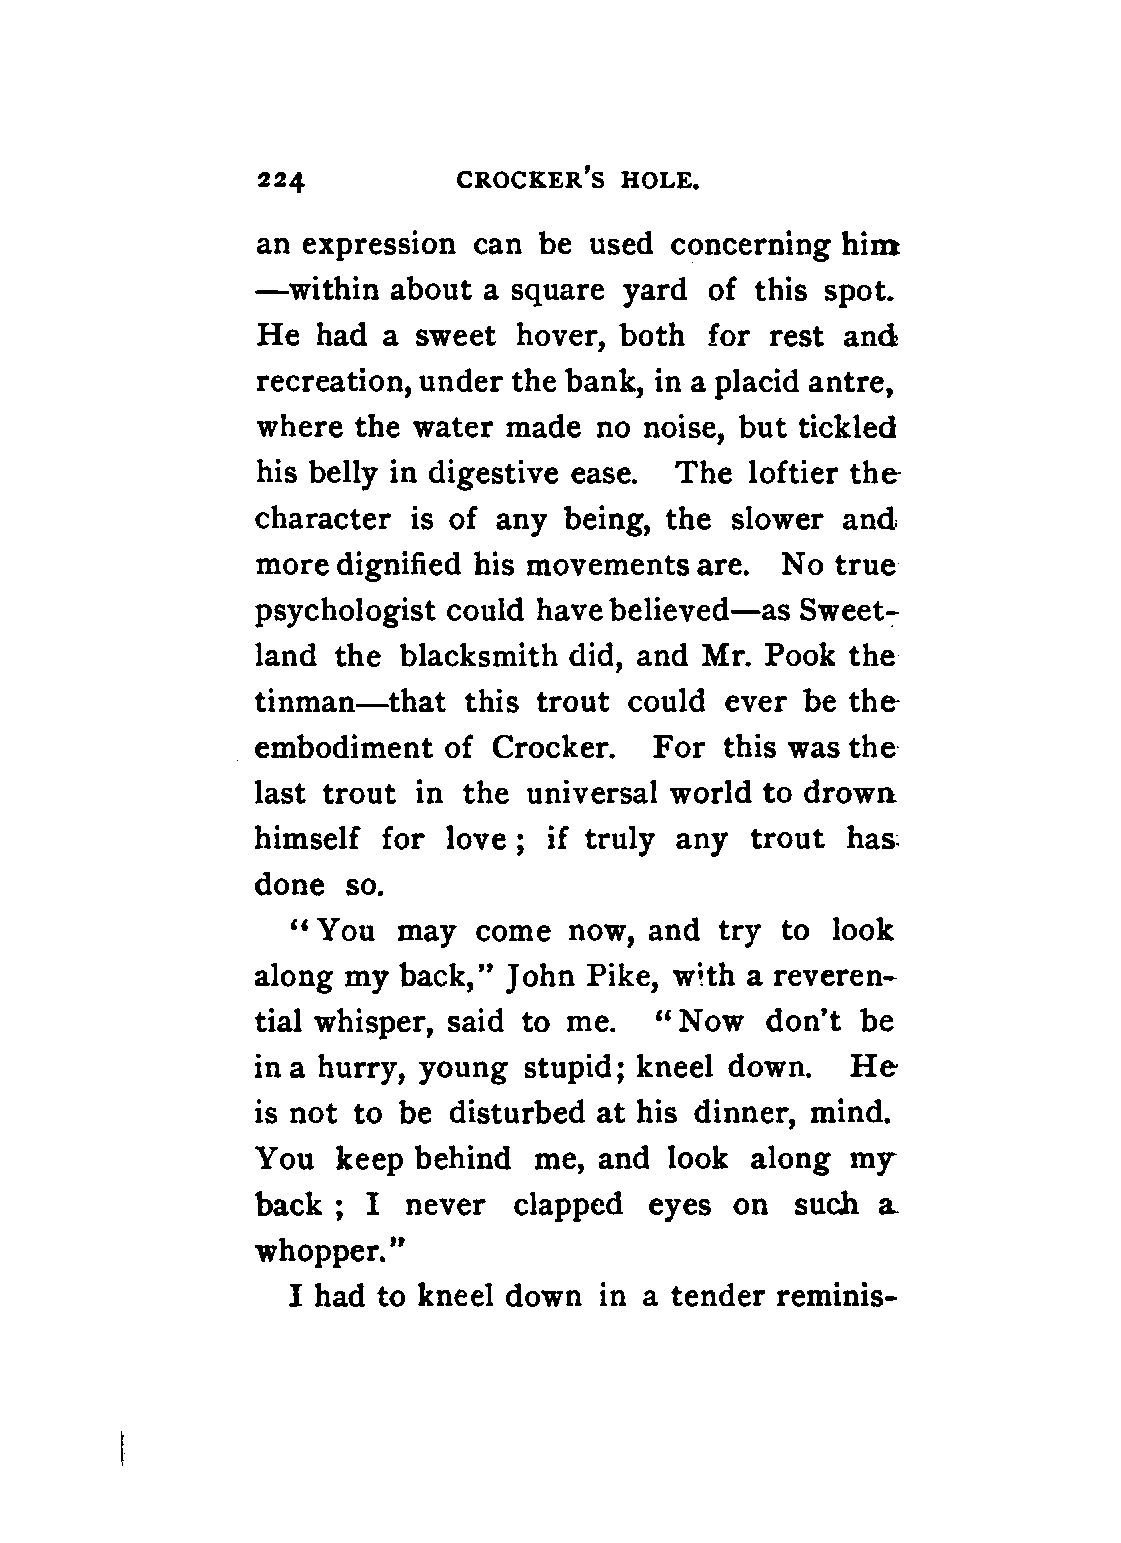 224 CROCKER'S HOLE.
an expression can be used concerning him
—within about a square yard of this spot.
He had a sweet hover, both for rest and
recreation, under the bank, in a placid antre,
where the water made no noise, but tickled
his belly in digestive ease. The loftier the
character is of any being, the slower and
more dignified his movements are. No true
psychologist could have believed—as Sweet-
land the blacksmith did, and Mr. Pook the
tinman—that this trout could ever be the
embodiment of Crocker. For this was the
last trout in the universal world to drown
himself for love ; if truly any trout has
done so.
“ You may come now, and try to look
along my back,” John Pike, with a reveren-
tial whisper, said to me. “ Now don't be
in a hurry, young stupid; kneel down. He
is not to be disturbed at his dinner, mind.
You keep behind me, and look along my
back ; I never clapped eyes on such a
whopper.”
I had to kneel down in a tender reminis-